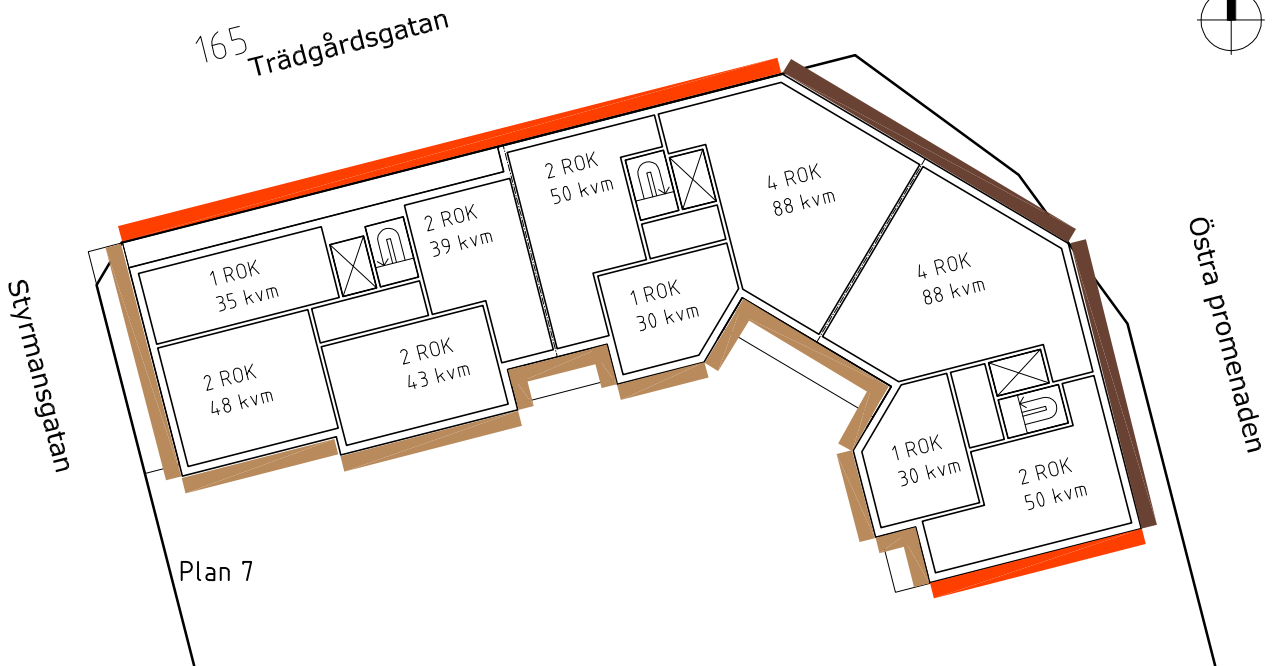 165
Trädgårdsgatan
Styrmansgatan
Östra promenaden
1 ROK
35 kvm
2 ROK
39 kvm
2 ROK
50 kvm
4 ROK
88 kvm
4 ROK
88 kvm
2 ROK
48 kvm
2 ROK
43 kvm
1 ROK
30 kvm
1 ROK
30 kvm
2 ROK
50 kvm
Plan 7